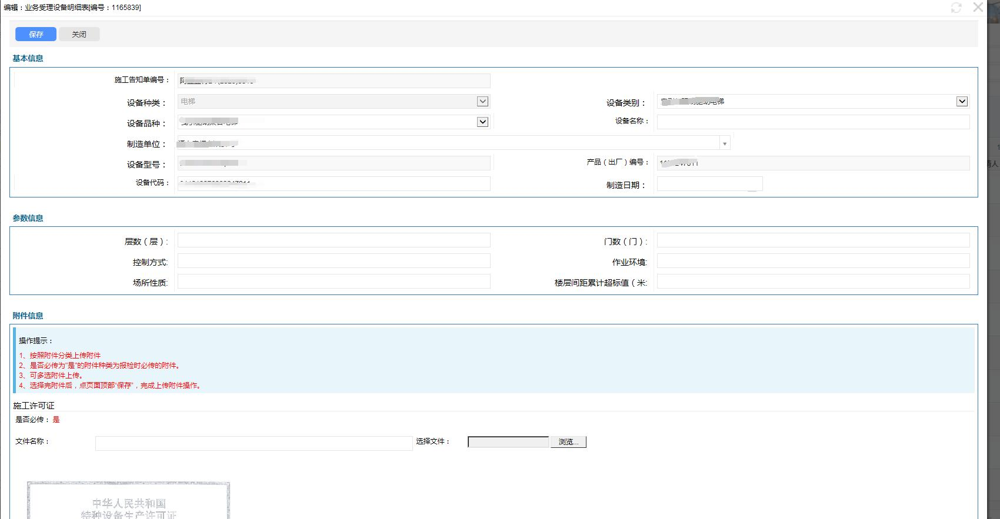 编辑：业务受理设备明细表[编号：1165839]
保存 关闭
基本信息
施工告知单编号：
设备种类： 电梯 设备类别： 驱动电梯
设备品种： 设备名称：
制造单位：
设备型号： 产品（出厂）编号：
设备代码： 制造日期：
参数信息
层数（层）: 门数（门）:
控制方式: 作业环境:
场所性质: 楼层间距累计超标值（米:
附件信息
操作提示：
1、按照附件分类上传附件
2、是否必传为"是"的附件种类为报检时必传的附件。
3、可多选附件上传。
4、选择完附件后，点页面顶部“保存”，完成上传附件操作。
施工许可证
是否必传： 是
文件名称： 选择文件： 浏览...
中华人民共和国
特种设备生产许可证